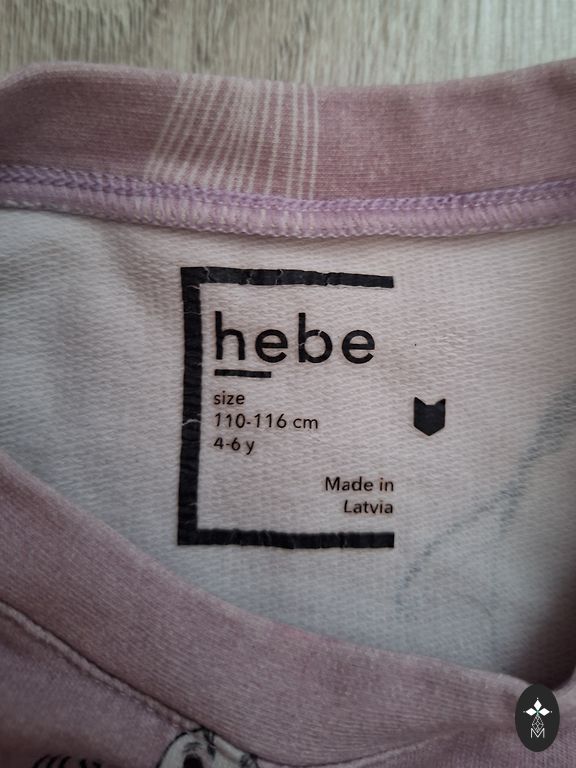 hebe
size
110-116 cm
4-6 y
Made in
Latvia
M